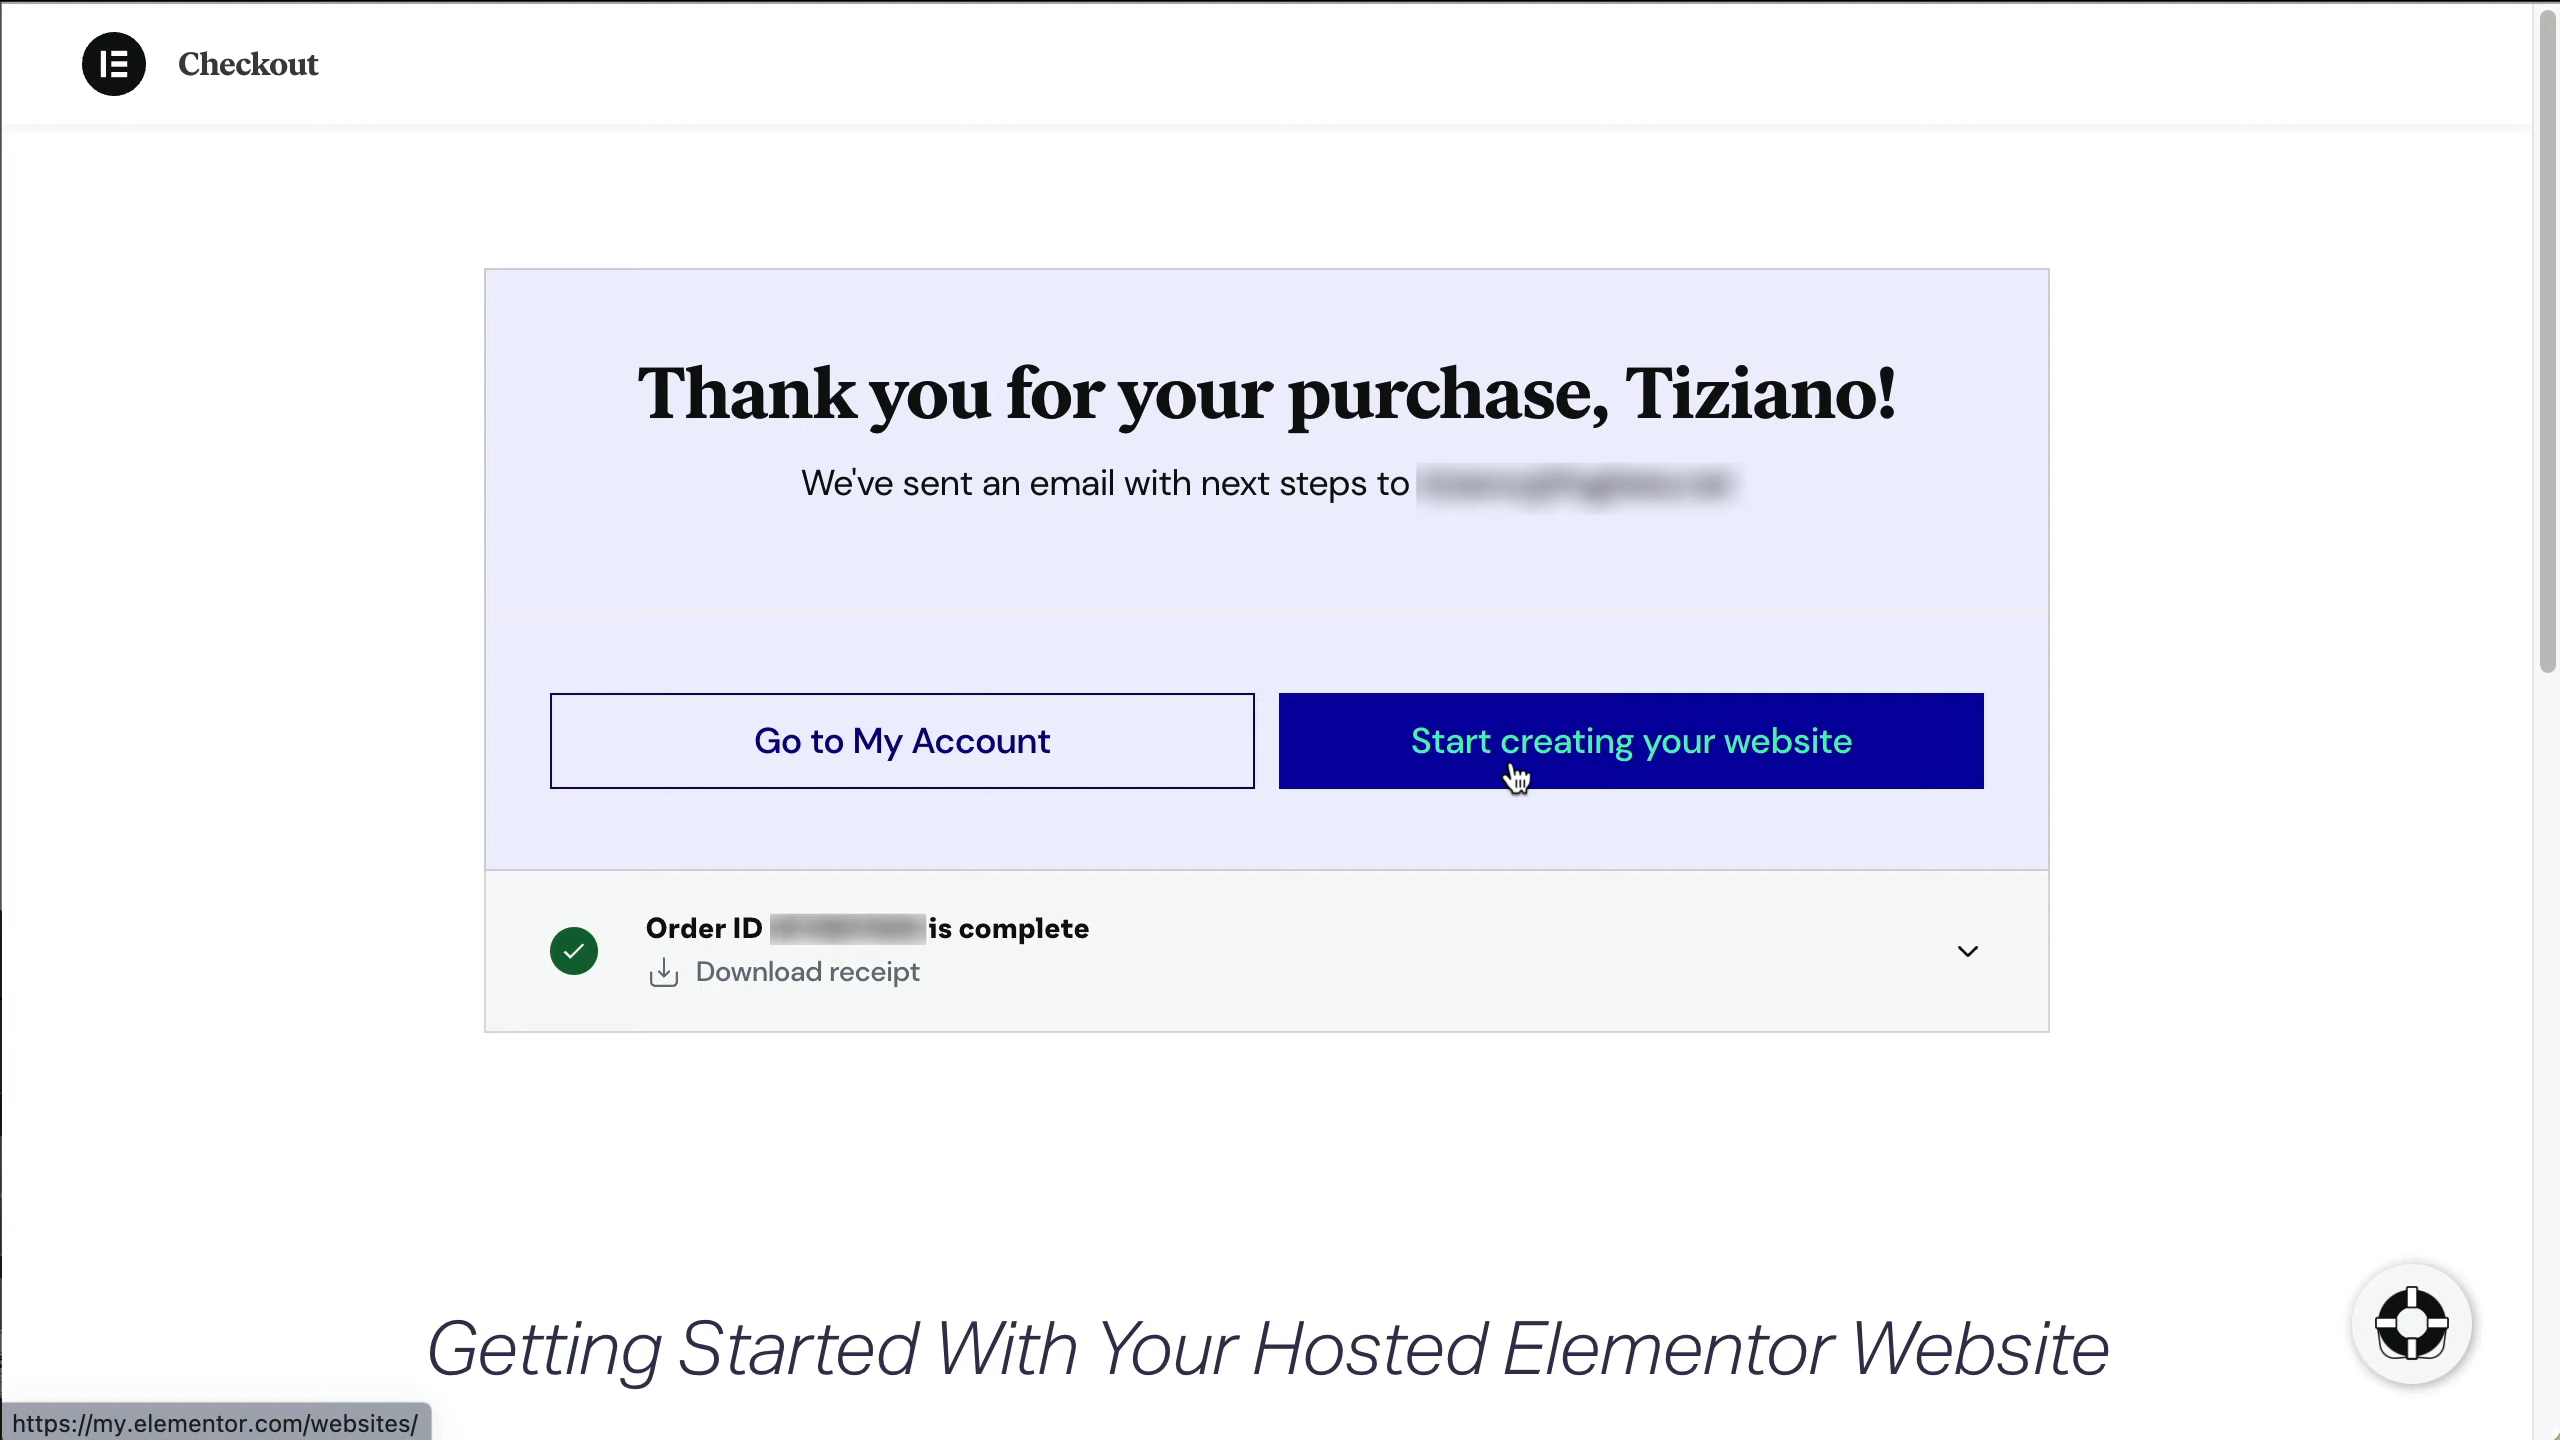 Checkout
Thank you for your purchase, Tiziano!
We've sent an email with next steps to
Go to My Account
Start creating your website
Order ID is complete
Download receipt
Getting Started With Your Hosted Elementor Website
https://my.elementor.com/websites/